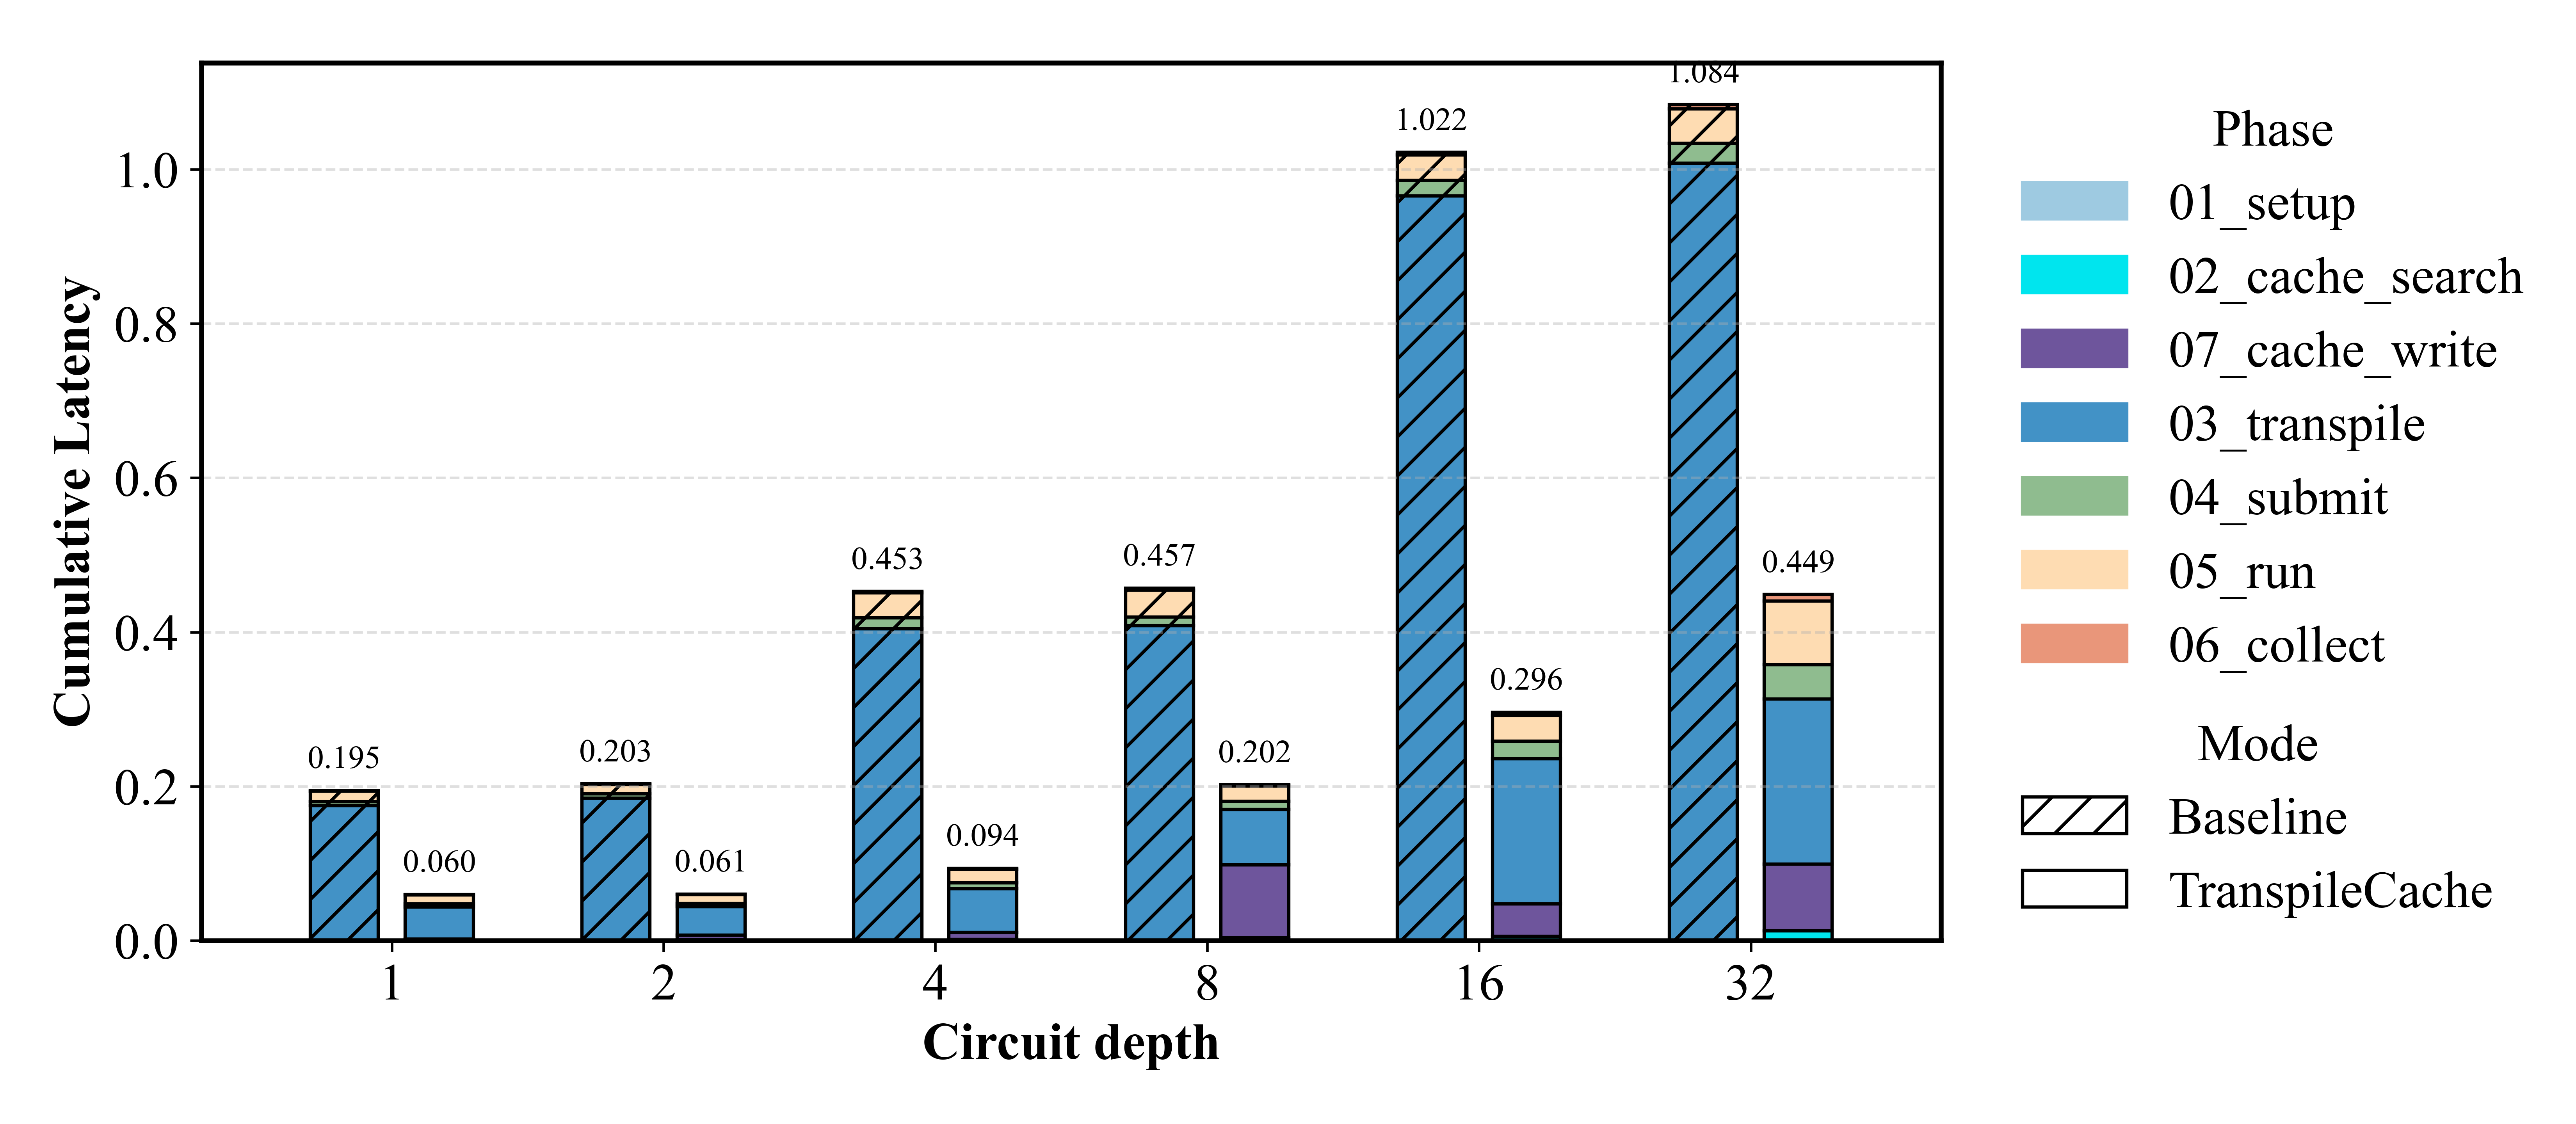 1.084
1.022
1.0
0.8
0.6
0.4
0.2
0.0
Cumulative Latency
0.453
0.457
0.449
0.296
0.195
0.203
0.202
0.060
0.061
0.094
1
2
4
8
16
32
Circuit depth
Phase
01_setup
02_cache_search
07_cache_write
03_transpile
04_submit
05_run
06_collect
Mode
Baseline
TranspileCache